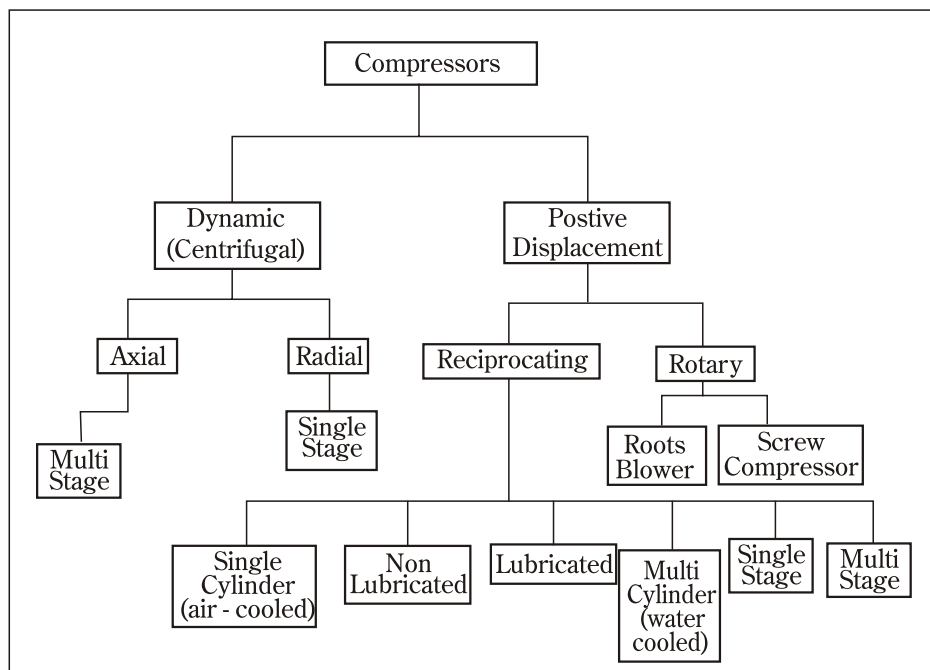 Compressors
Dynamic
(Centrifugal)
Postive
Displacement
Axial
Radial
Reciprocating
Rotary
Multi
Stage
Single
Stage
Roots
Blower
Screw
Compressor
Single
Cylinder
(air - cooled)
Non
Lubricated
Lubricated
Multi
Cylinder
(water
cooled)
Single
Stage
Multi
Stage